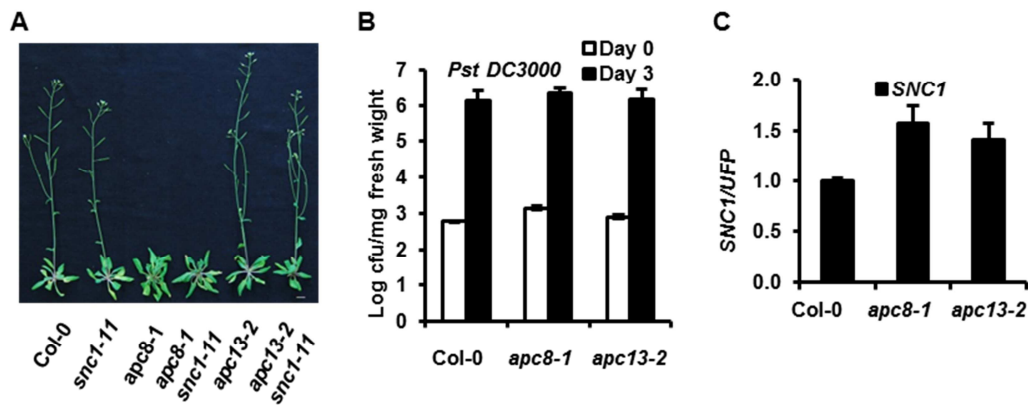 A
Col-0
snc1-11
apc8-1
apc8-1
snc1-11
apc13-2
apc13-2
snc1-11
B
Day 0
Day 3
Pst DC3000
Log cfu/mg fresh wight
7
6
5
4
3
2
1
0
Col-0 apc8-1 apc13-2
C
SNC1
SNC1/UFP
2.0
1.5
1.0
0.5
0.0
Col-0 apc8-1 apc13-2